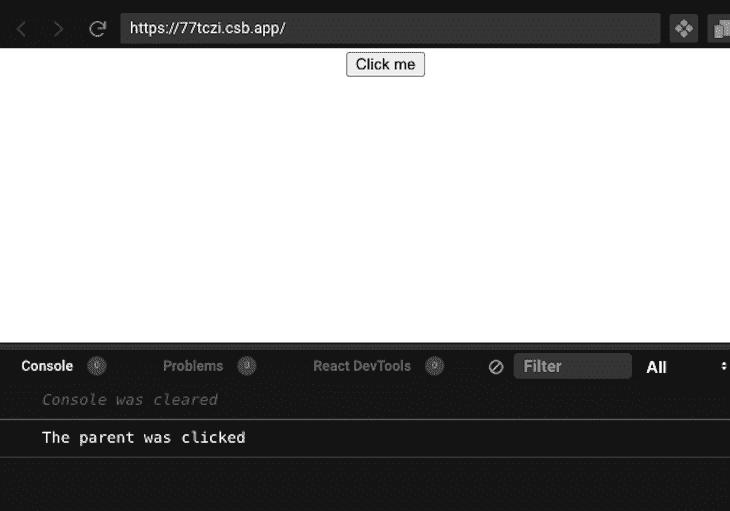 https://77tczi.csb.app/
Click me
Console 0 Problems 0 React DevTools 0 Filter All
Console was cleared
The parent was clicked